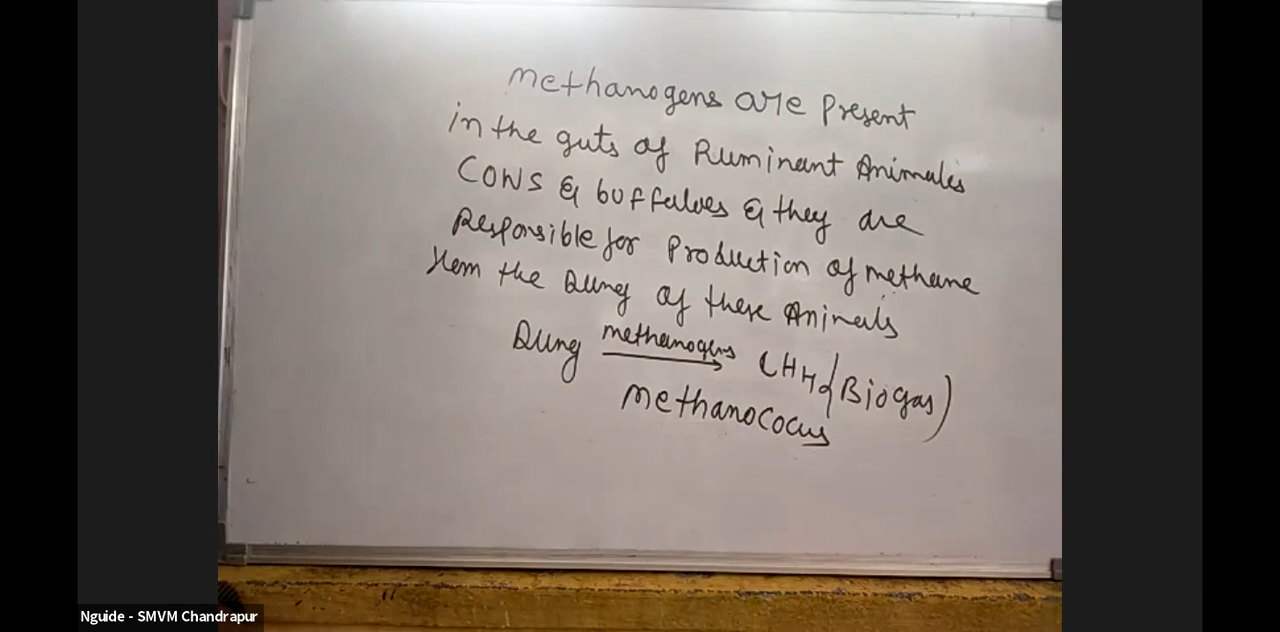 Methanogens are present
in the guts of Ruminant Animales
cows & buffaloes & they are
Responsible for Production of methane
from the Dung of these Animals
Dung methanogens CH4 (Biogas)
methanococus
Nguide - SMVM Chandrapur